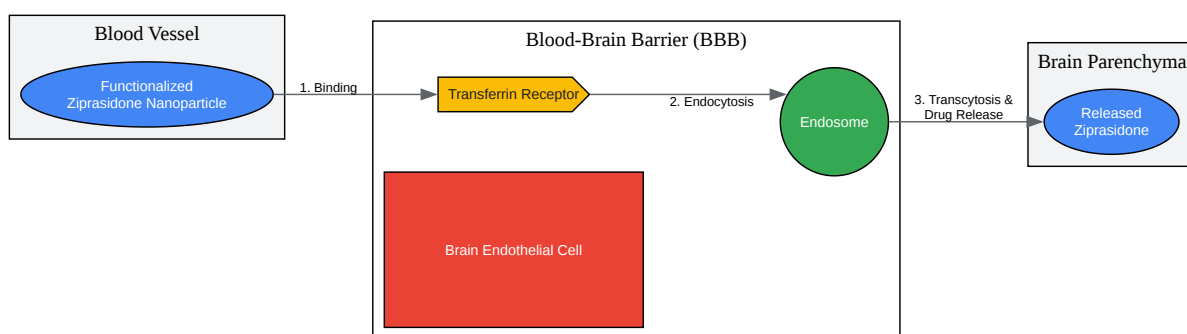 Blood Vessel
Functionalized
Ziprasidone Nanoparticle
1. Binding
Blood-Brain Barrier (BBB)
Transferrin Receptor
2. Endocytosis
Endosome
Brain Endothelial Cell
3. Transcytosis &
Drug Release
Brain Parenchyma
Released
Ziprasidone